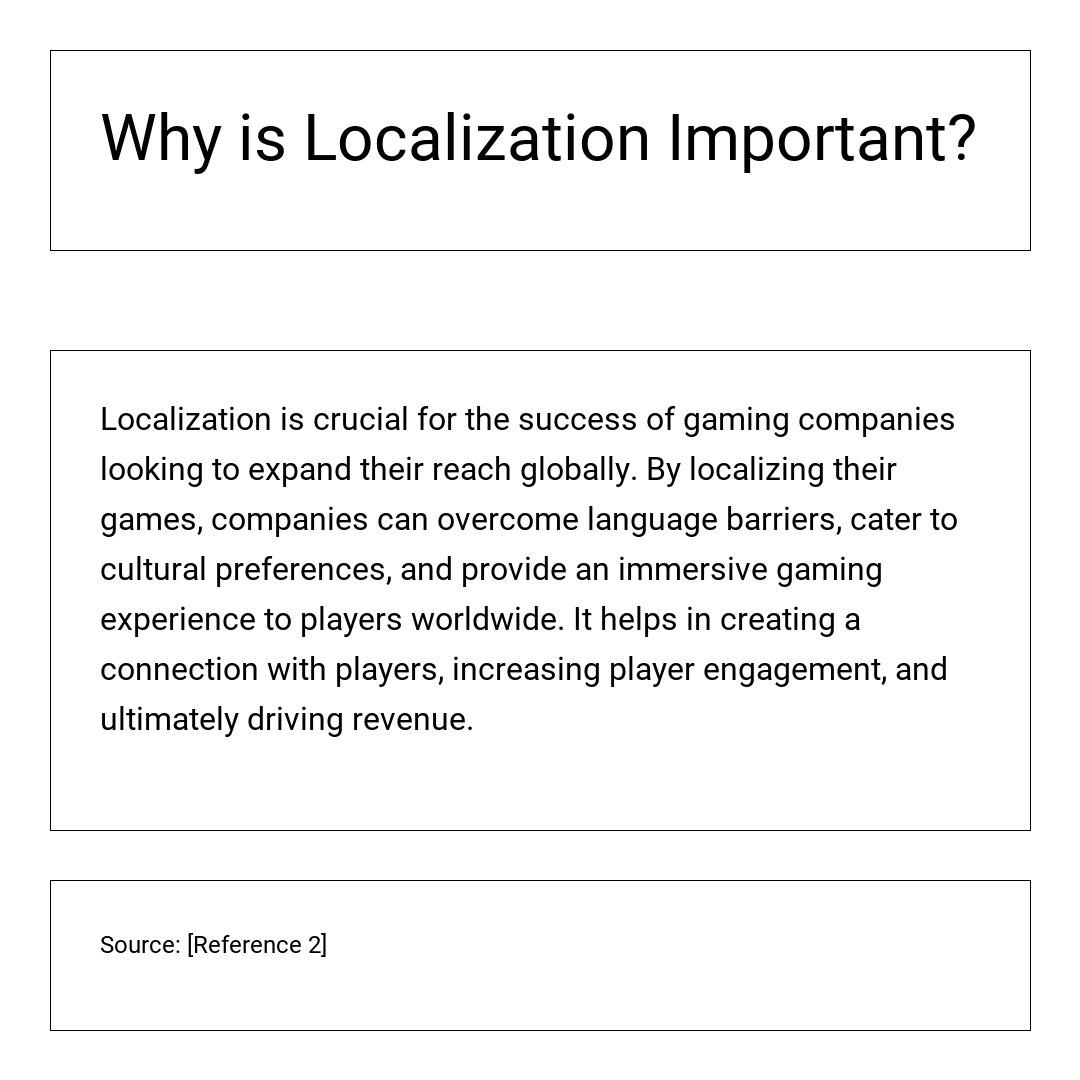 Why is Localization Important?
Localization is crucial for the success of gaming companies
looking to expand their reach globally. By localizing their
games, companies can overcome language barriers, cater to
cultural preferences, and provide an immersive gaming
experience to players worldwide. It helps in creating a
connection with players, increasing player engagement, and
ultimately driving revenue.
Source: [Reference 2]